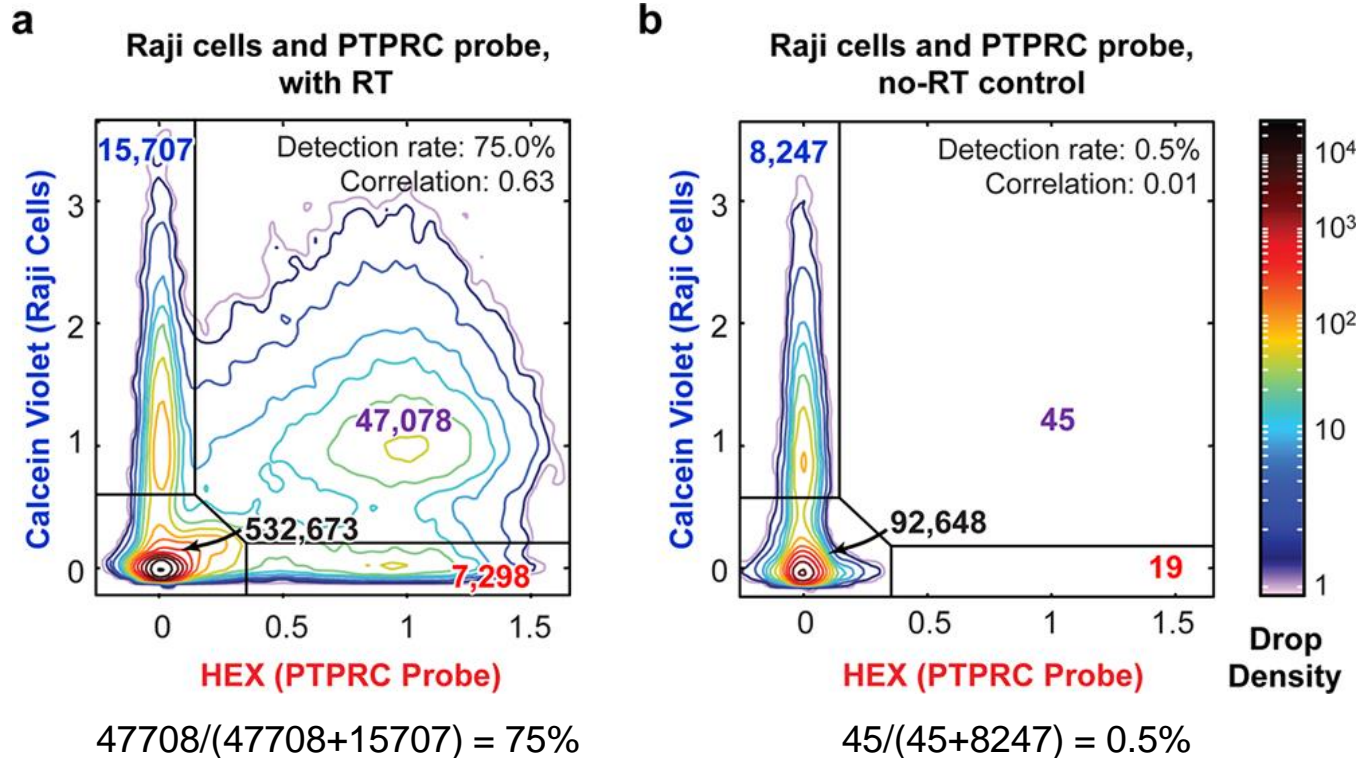 a
Raji cells and PTPRC probe,
with RT
15,707
Detection rate: 75.0%
Correlation: 0.63
3
2
1
0
47,078
532,673
7,298
0
0.5
1
1.5
Calcein Violet (Raji Cells)
HEX (PTPRC Probe)
47708/(47708+15707) = 75%
b
Raji cells and PTPRC probe,
no-RT control
8,247
Detection rate: 0.5%
Correlation: 0.01
3
2
1
0
45
92,648
19
0
0.5
1
1.5
Calcein Violet (Raji Cells)
HEX (PTPRC Probe)
45/(45+8247) = 0.5%
10⁴
10³
10²
10
1
Drop
Density